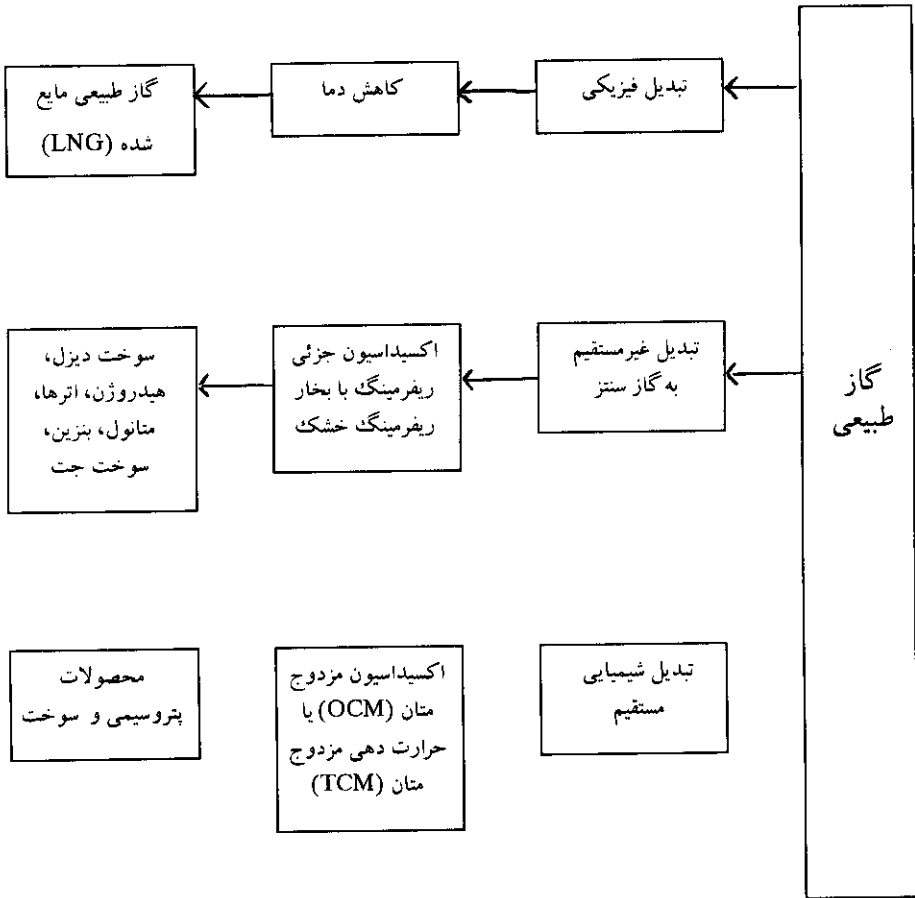 گاز
طبیعی
تبدیل فیزیکی
کاهش دما
گاز طبیعی مایع
شده (LNG)
تبدیل غیرمستقیم
به گاز سنتز
اکسیداسیون جزئی
ریفرمینگ با بخار
ریفرمینگ خشک
سوخت دیزل،
هیدروژن، اترها،
متانول، بنزین،
سوخت جت
تبدیل شیمیایی
مستقیم
اکسیداسیون مزدوج
متان (OCM) یا
حرارت دهی مزدوج
متان (TCM)
محصولات
پتروسیمی و سوخت